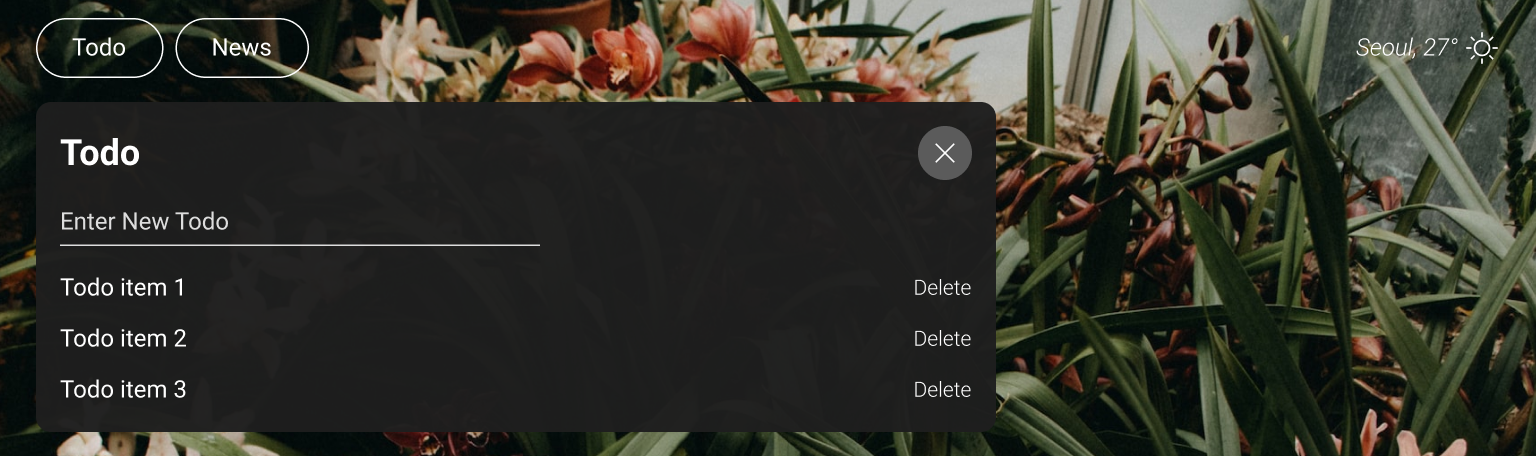 Todo
News
Seoul, 27°
Todo
Enter New Todo
Todo item 1
Delete
Todo item 2
Delete
Todo item 3
Delete